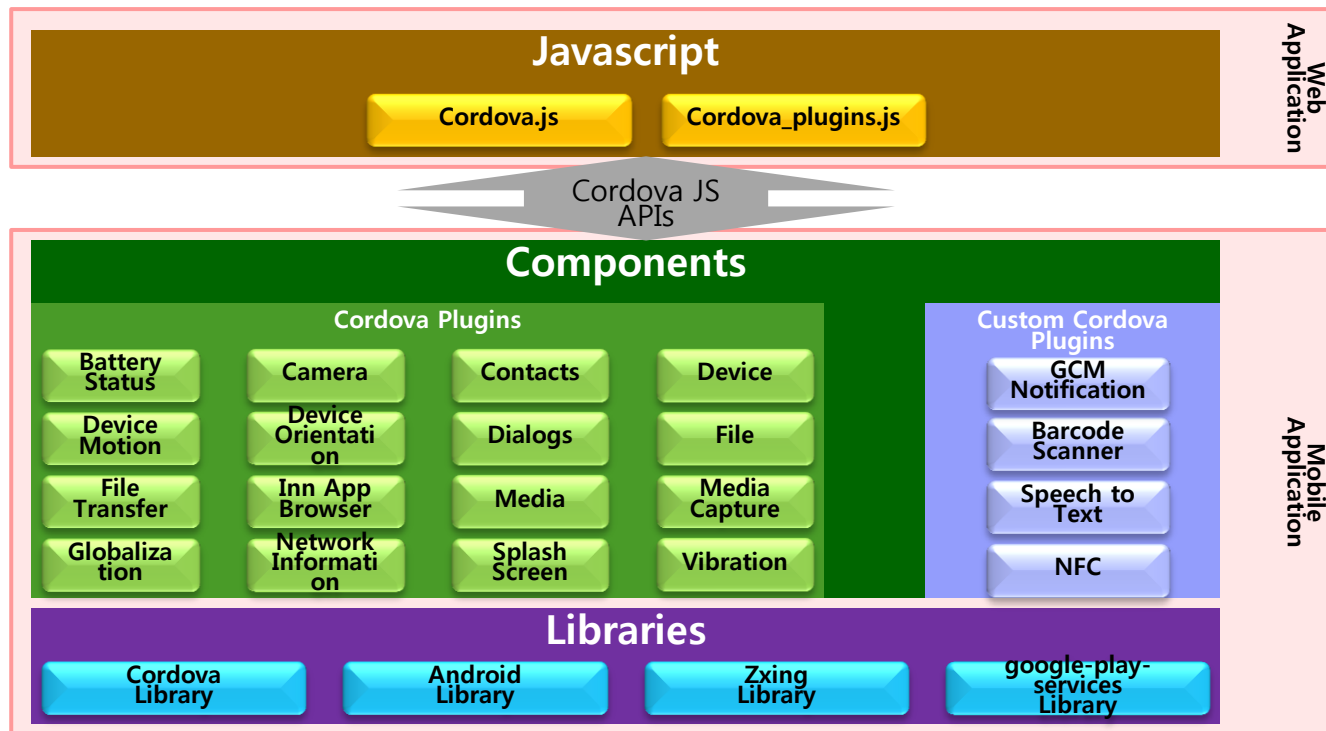 Javascript
Cordova.js
Cordova_plugins.js
Web
Application
Cordova JS
APIs
Components
Cordova Plugins
Battery
Status
Camera
Contacts
Device
Device
Motion
Device
Orientati
on
Dialogs
File
File
Transfer
Inn App
Browser
Media
Media
Capture
Globaliza
tion
Network
Informati
on
Splash
Screen
Vibration
Custom Cordova
Plugins
GCM
Notification
Barcode
Scanner
Speech to
Text
NFC
Mobile
Application
Libraries
Cordova
Library
Android
Library
Zxing
Library
google-play-
services
Library